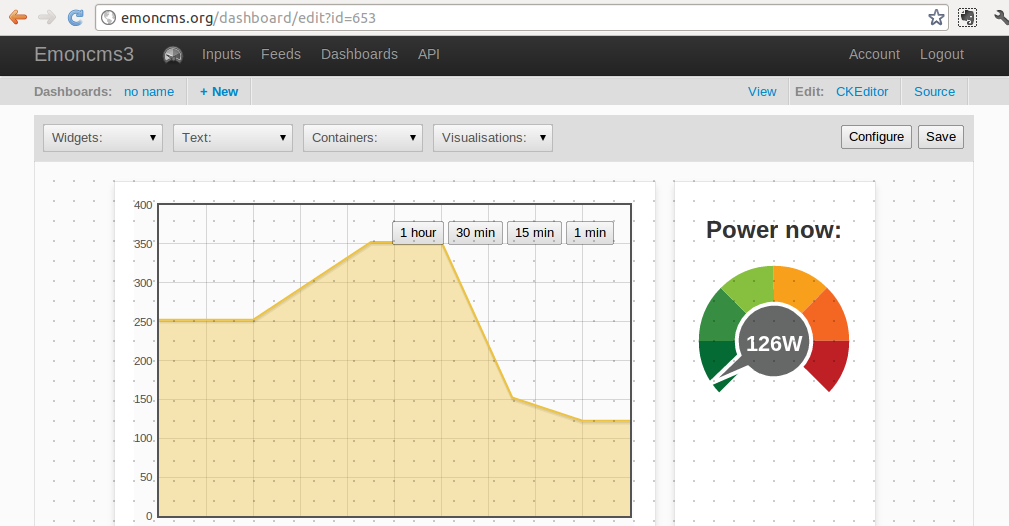 emoncms.org/dashboard/edit?id=653
Emoncms3 Inputs Feeds Dashboards API Account Logout
Dashboards: no name + New View Edit: CKEditor Source
Widgets: Text: Containers: Visualisations: Configure Save
400
1 hour 30 min 15 min 1 min
350
300
250
200
150
100
50
0
Power now:
126W